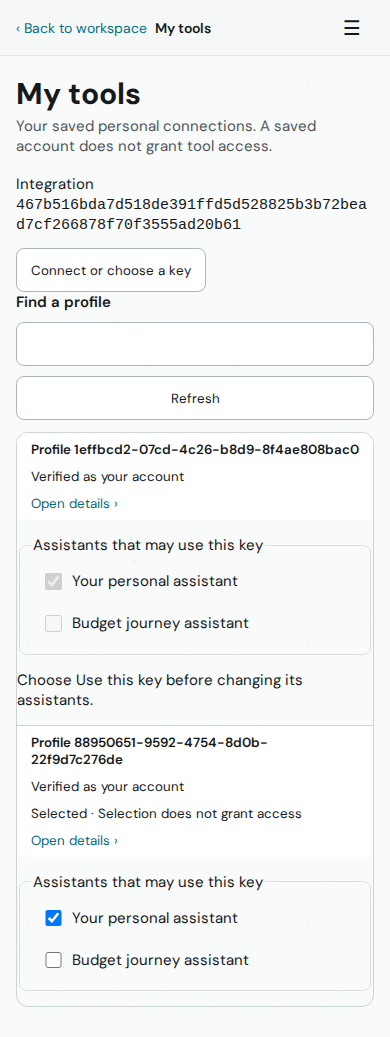 ‹ Back to workspace My tools ☰
My tools
Your saved personal connections. A saved
account does not grant tool access.
Integration
467b516bda7d518de391ffd5d528825b3b72bea
d7cf266878f70f3555ad20b61
Connect or choose a key
Find a profile
Refresh
Profile 1effbcd2-07cd-4c26-b8d9-8f4ae808bac0
Verified as your account
Open details ›
Assistants that may use this key
Your personal assistant
Budget journey assistant
Choose Use this key before changing its
assistants.
Profile 88950651-9592-4754-8d0b-
22f9d7c276de
Verified as your account
Selected · Selection does not grant access
Open details ›
Assistants that may use this key
Your personal assistant
Budget journey assistant